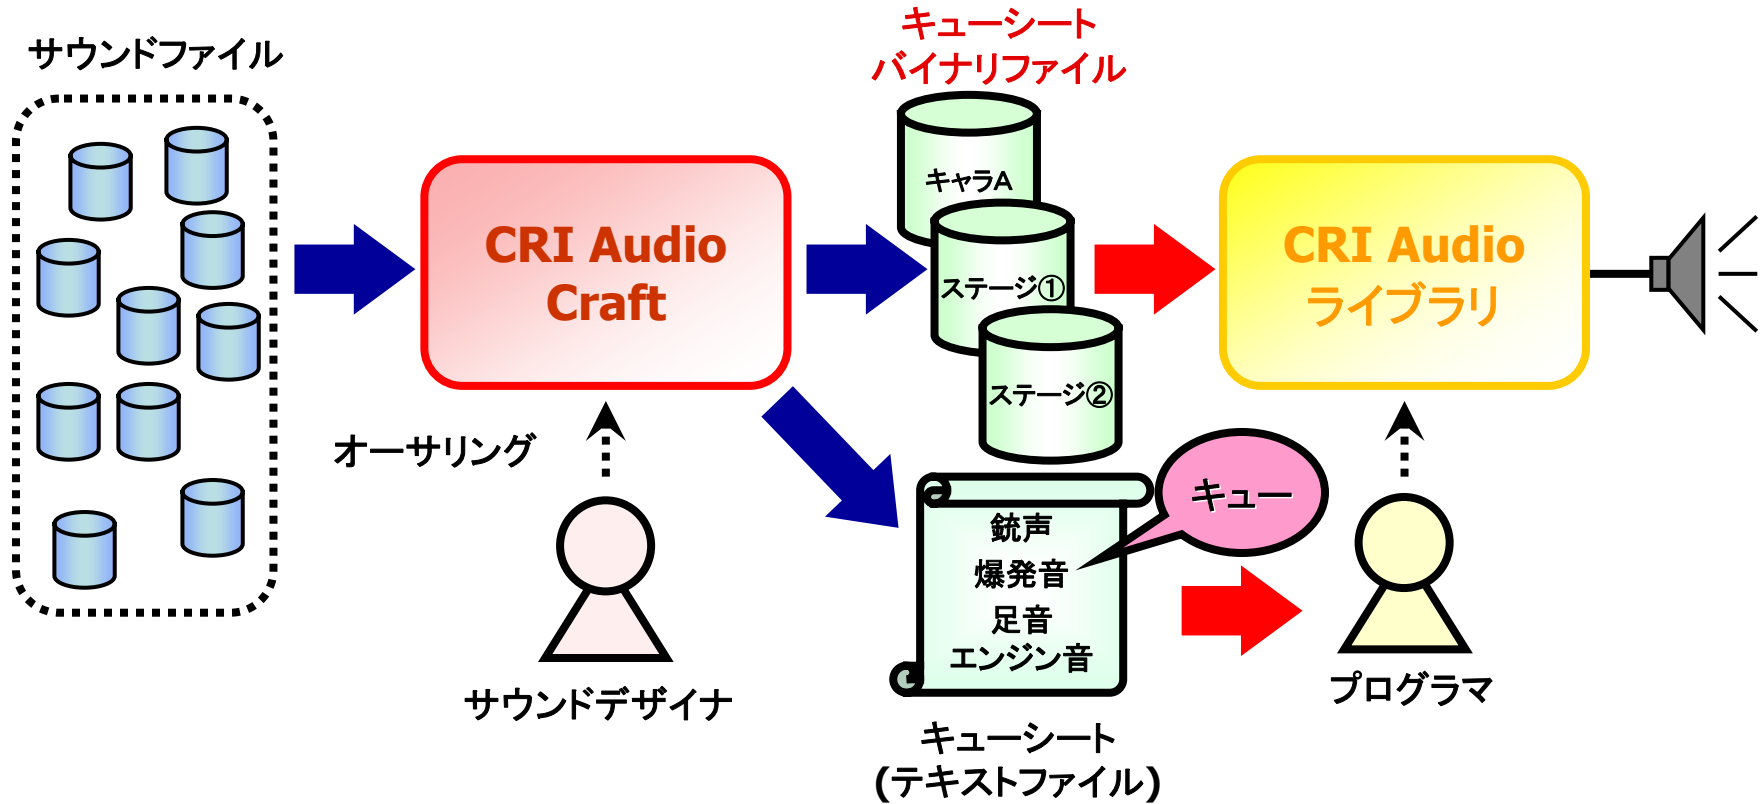 サウンドファイル
キューシート
バイナリファイル
キャラA
ステージ①
ステージ②
CRI Audio
Craft
CRI Audio
ライブラリ
オーサリング
キュー
銃声
爆発音
足音
エンジン音
サウンドデザイナ
プログラマ
キューシート
(テキストファイル)